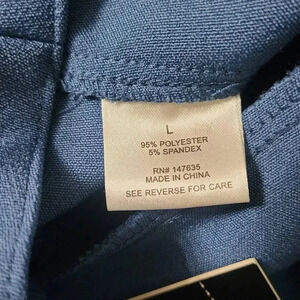 L
95% POLYESTER
5% SPANDEX
RN# 147635
MADE IN CHINA
SEE REVERSE FOR CARE